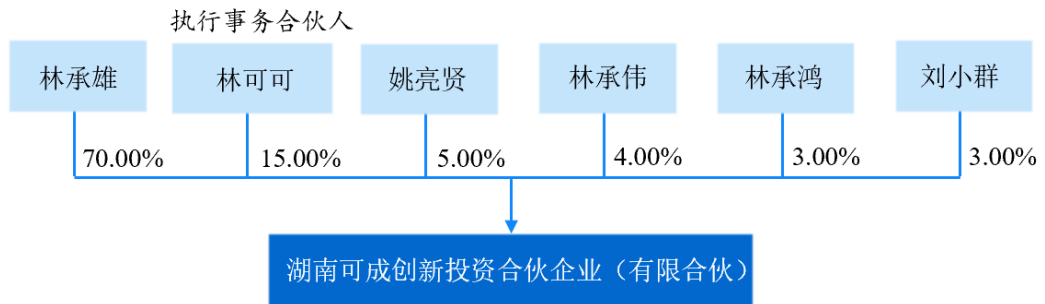 执行事务合伙人
林承雄 林可可 姚亮贤 林承伟 林承鸿 刘小群
70.00% 15.00% 5.00% 4.00% 3.00% 3.00%
湖南可成创新投资合伙企业（有限合伙）